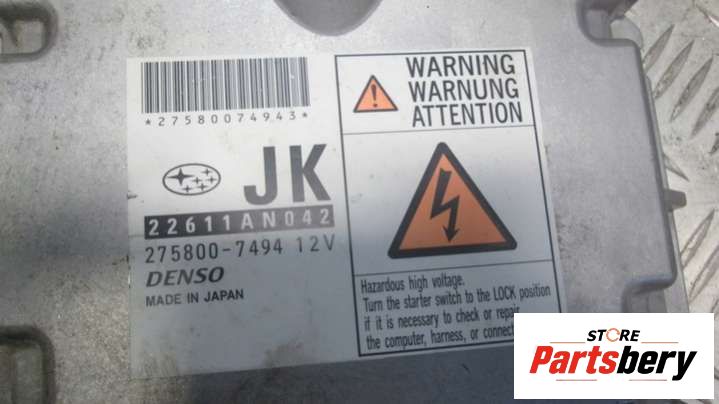 *27580074943*
JK
22611AN042
275800-7494 12V
DENSO
MADE IN JAPAN
WARNING
WARNUNG
ATTENTION
Hazardous high voltage.
Turn the starter switch to the LOCK position
if it is necessary to check or repair
the computer, harness, or
STORE
Partsbery